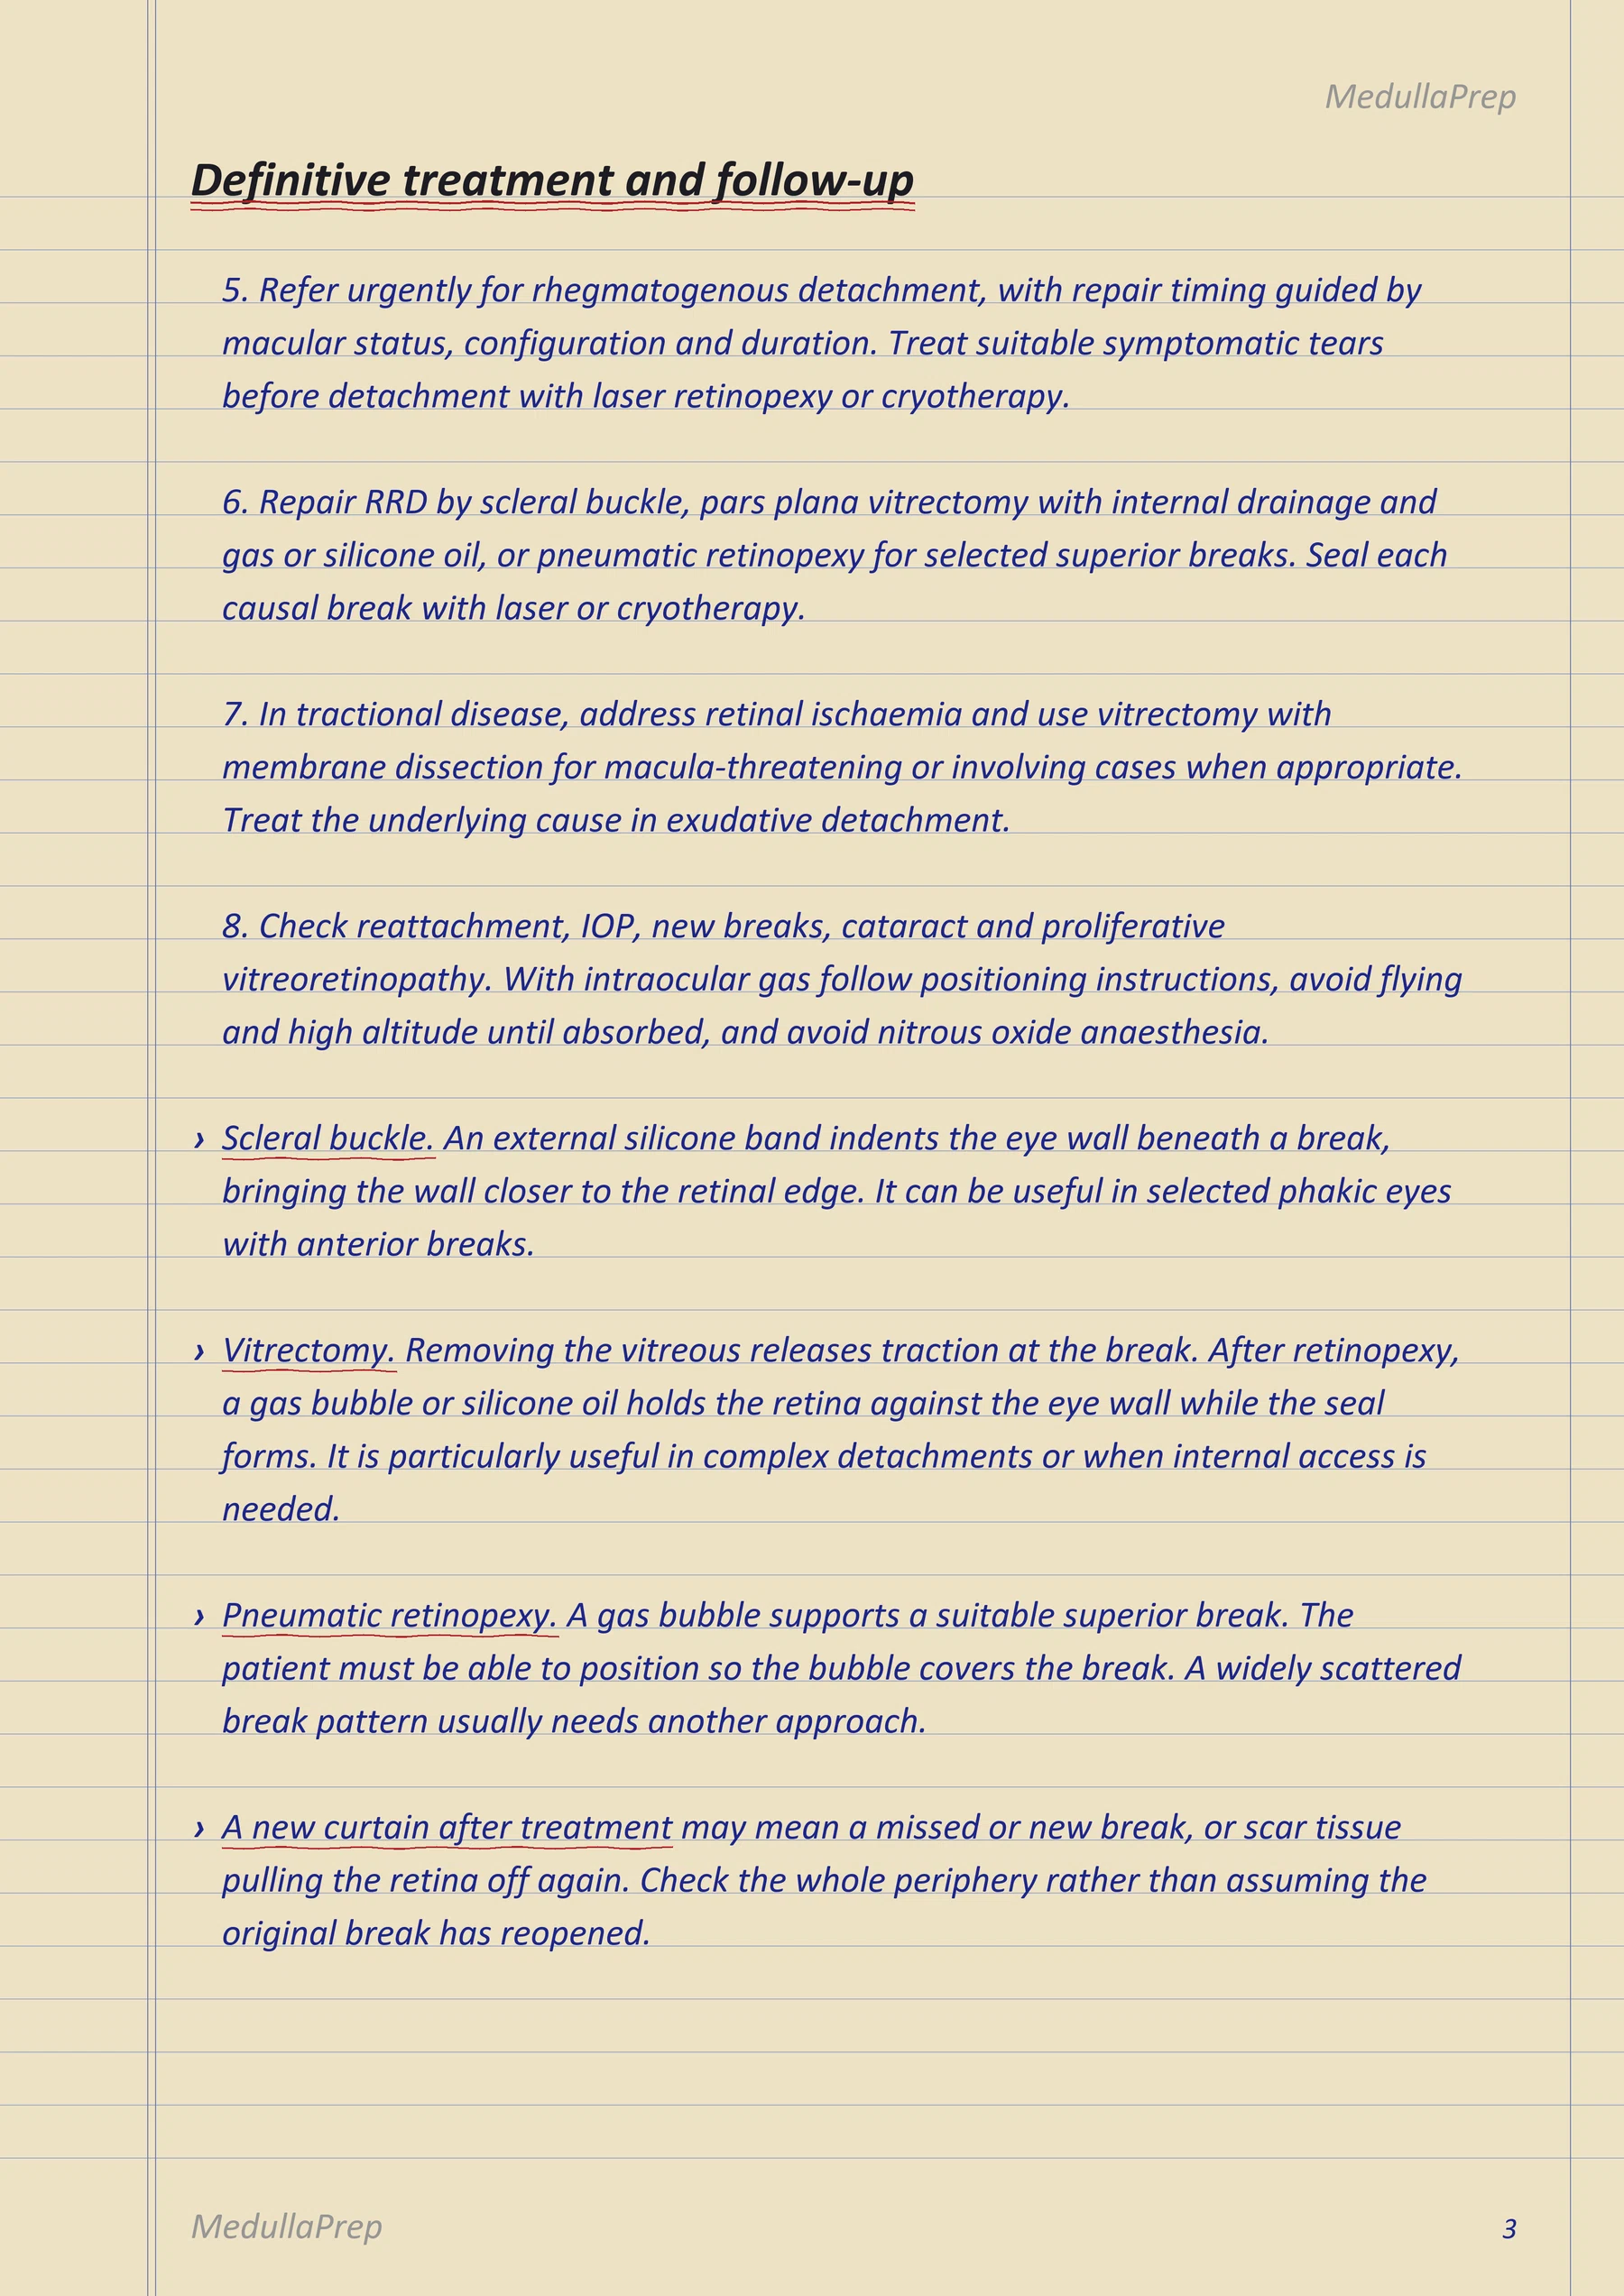 MedullaPrep
Definitive treatment and follow-up
5. Refer urgently for rhegmatogenous detachment, with repair timing guided by
macular status, configuration and duration. Treat suitable symptomatic tears
before detachment with laser retinopexy or cryotherapy.
6. Repair RRD by scleral buckle, pars plana vitrectomy with internal drainage and
gas or silicone oil, or pneumatic retinopexy for selected superior breaks. Seal each
causal break with laser or cryotherapy.
7. In tractional disease, address retinal ischaemia and use vitrectomy with
membrane dissection for macula-threatening or involving cases when appropriate.
Treat the underlying cause in exudative detachment.
8. Check reattachment, IOP, new breaks, cataract and proliferative
vitreoretinopathy. With intraocular gas follow positioning instructions, avoid flying
and high altitude until absorbed, and avoid nitrous oxide anaesthesia.
› Scleral buckle. An external silicone band indents the eye wall beneath a break,
bringing the wall closer to the retinal edge. It can be useful in selected phakic eyes
with anterior breaks.
› Vitrectomy. Removing the vitreous releases traction at the break. After retinopexy,
a gas bubble or silicone oil holds the retina against the eye wall while the seal
forms. It is particularly useful in complex detachments or when internal access is
needed.
› Pneumatic retinopexy. A gas bubble supports a suitable superior break. The
patient must be able to position so the bubble covers the break. A widely scattered
break pattern usually needs another approach.
› A new curtain after treatment may mean a missed or new break, or scar tissue
pulling the retina off again. Check the whole periphery rather than assuming the
original break has reopened.
MedullaPrep
3